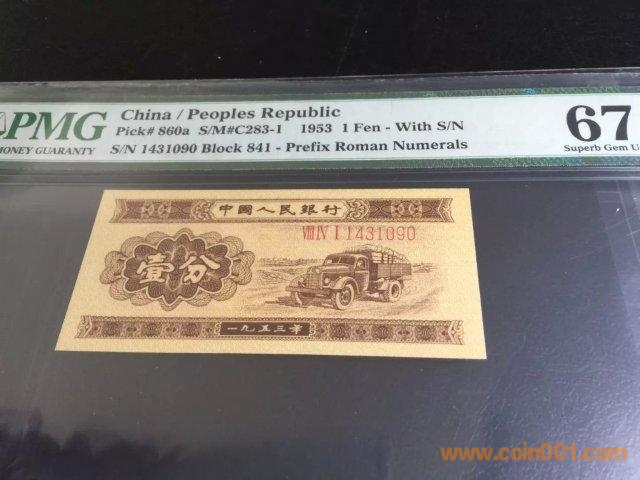 PMG
MONEY GUARANTY
China / Peoples Republic
Pick# 860a S/M#C283-1 1953 1 Fen - With S/N
S/N 1431090 Block 841 - Prefix Roman Numerals
67
Superb Gem U
中國人民銀行
VIII IV I 1431090
壹分
一九五三年
www.coin001.com